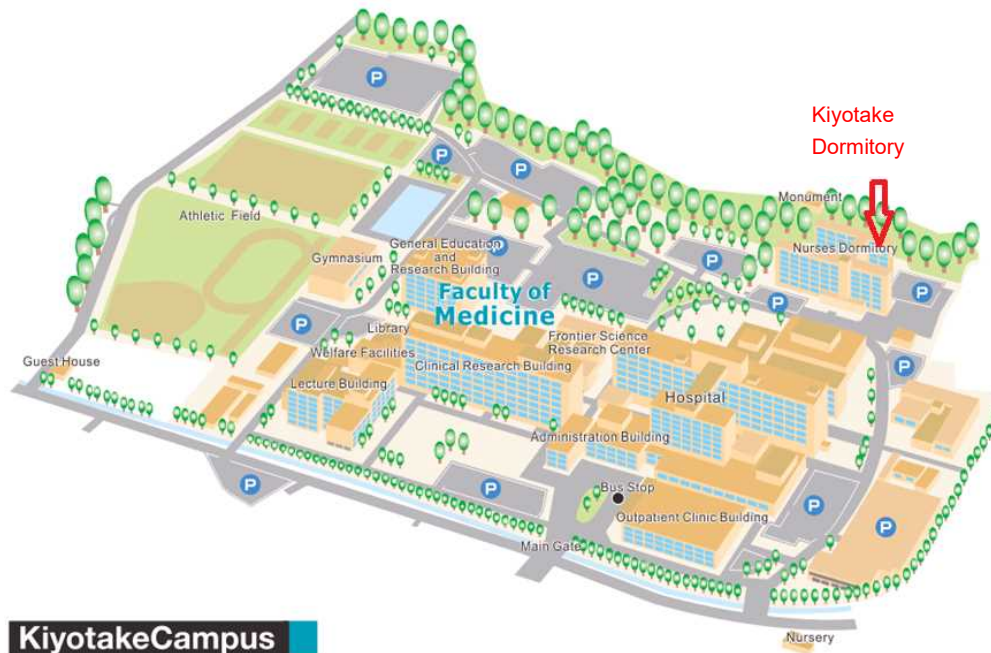 P
Kiyotake
Dormitory
P
P
P
Monument
Athletic Field
General Education
and
Research Building
Gymnasium
P
P
Nurses Dormitory
P
P
P
Faculty of
Medicine
P
Library
Frontier Science
Research Center
Welfare Facilities
Clinical Research Building
Guest House
P
Lecture Building
Hospital
Administration Building
P
P
Bus Stop
Outpatient Clinic Building
P
P
Main Gate
Nursery
KiyotakeCampus